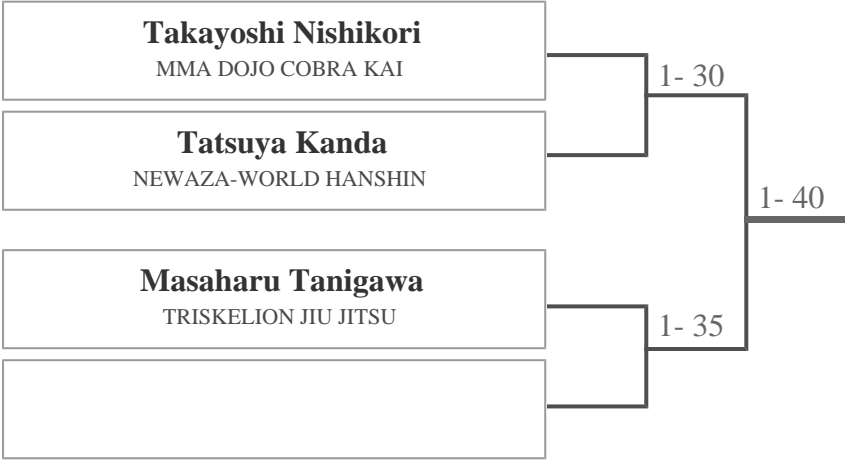 Takayoshi Nishikori
MMA DOJO COBRA KAI
1- 30
Tatsuya Kanda
NEWAZA-WORLD HANSHIN
1- 40
Masaharu Tanigawa
TRISKELION JIU JITSU
1- 35